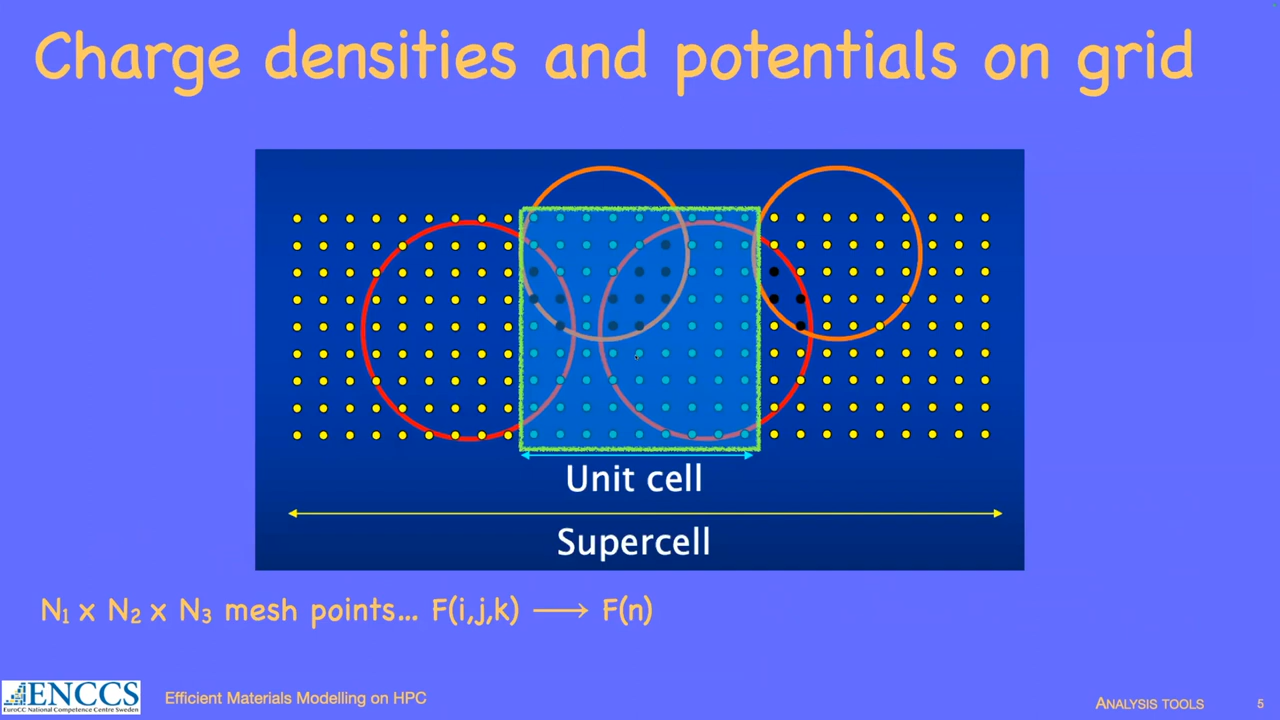 Charge densities and potentials on grid
Unit cell
Supercell
N₁ x N₂ x N₃ mesh points... F(i,j,k) ⟶ F(n)
ENCCS
EuroCC National Competence Centre Sweden
Efficient Materials Modelling on HPC
ANALYSIS TOOLS
5